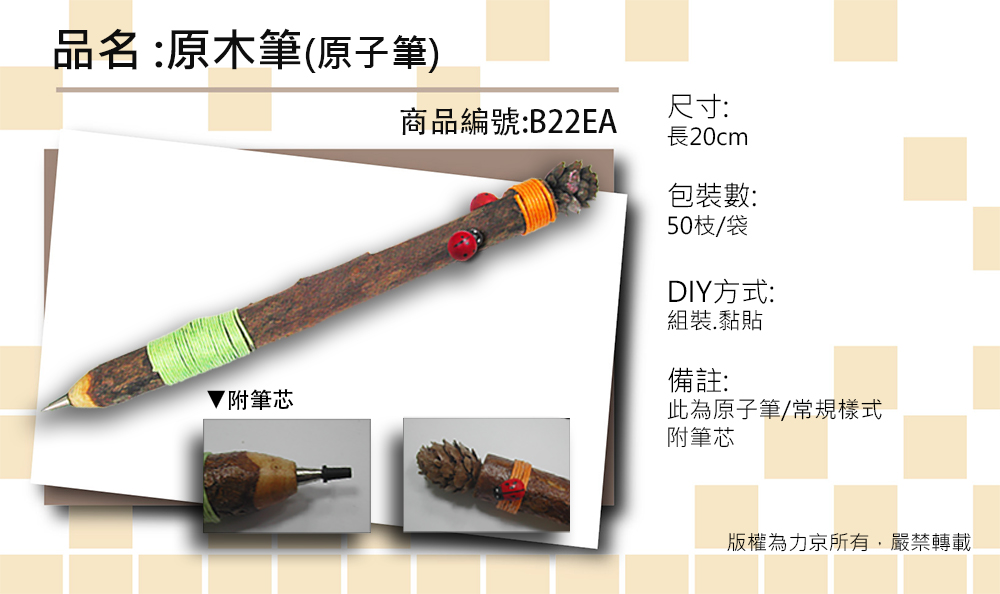 品名 :原木筆(原子筆)
商品編號:B22EA
尺寸:
長20cm
包裝數:
50枝/袋
DIY方式:
組裝.黏貼
備註:
此為原子筆/常規樣式
附筆芯
▼附筆芯
版權為力京所有，嚴禁轉載